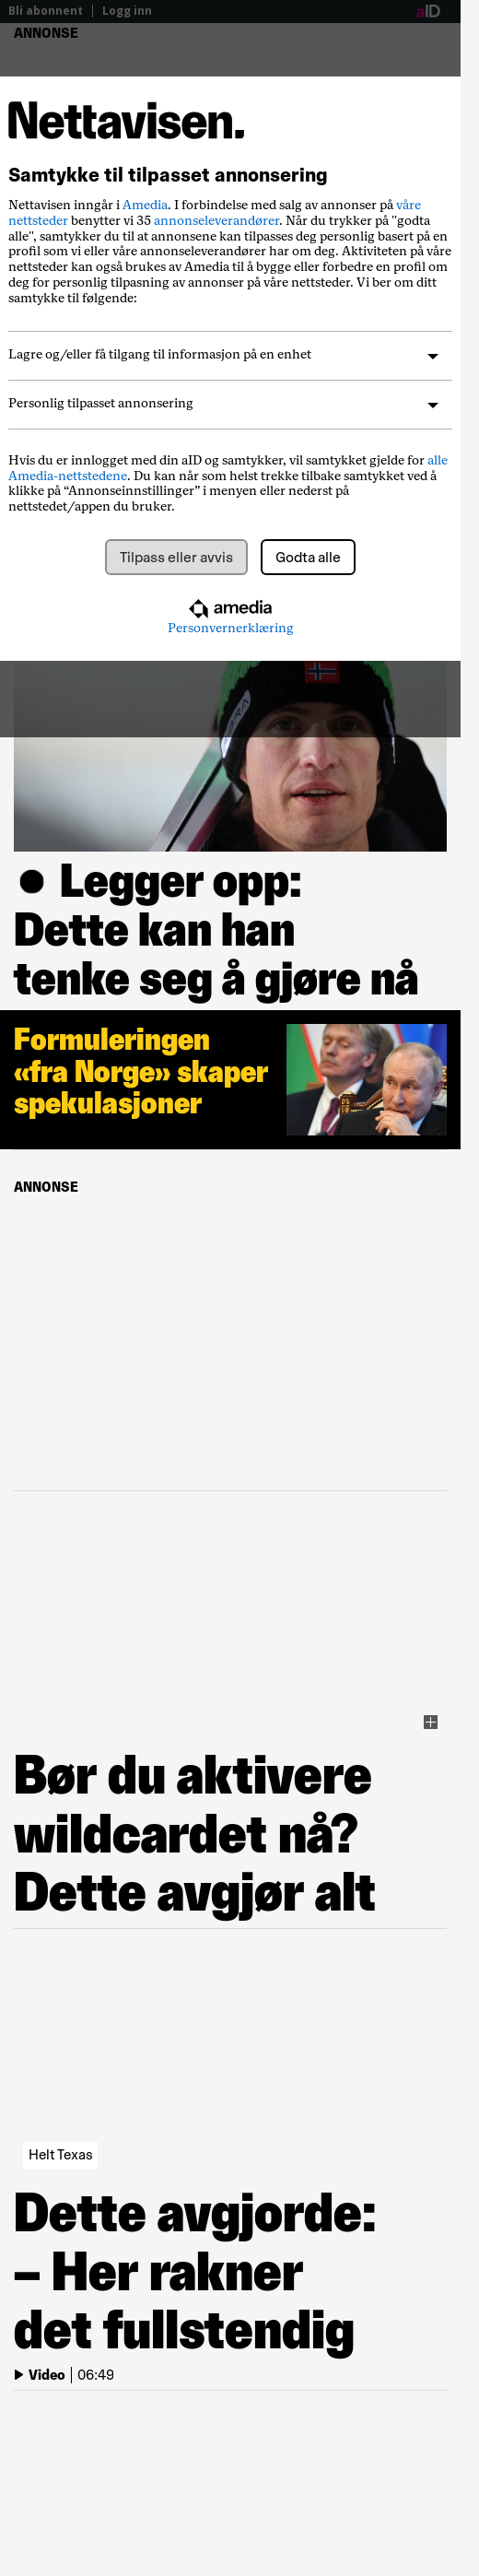 Bli abonnent | Logg inn
aID
ANNONSE
Nettavisen.
Samtykke til tilpasset annonsering
Nettavisen inngår i Amedia. I forbindelse med salg av annonser på våre
nettsteder benytter vi 35 annonseleverandører. Når du trykker på "godta
alle", samtykker du til at annonsene kan tilpasses deg personlig basert på en
profil som vi eller våre annonseleverandører har om deg. Aktiviteten på våre
nettsteder kan også brukes av Amedia til å bygge eller forbedre en profil om
deg for personlig tilpasning av annonser på våre nettsteder. Vi ber om ditt
samtykke til følgende:
Lagre og/eller få tilgang til informasjon på en enhet
Personlig tilpasset annonsering
Hvis du er innlogget med din aID og samtykker, vil samtykket gjelde for alle
Amedia-nettstedene. Du kan når som helst trekke tilbake samtykket ved å
klikke på “Annonseinnstillinger” i menyen eller nederst på
nettstedet/appen du bruker.
Tilpass eller avvis
Godta alle
amedia
Personvernerklæring
Legger opp:
Dette kan han
tenke seg å gjøre nå
Formuleringen
«fra Norge» skaper
spekulasjoner
ANNONSE
Bør du aktivere
wildcardet nå?
Dette avgjør alt
Helt Texas
Dette avgjorde:
– Her rakner
det fullstendig
Video | 06:49